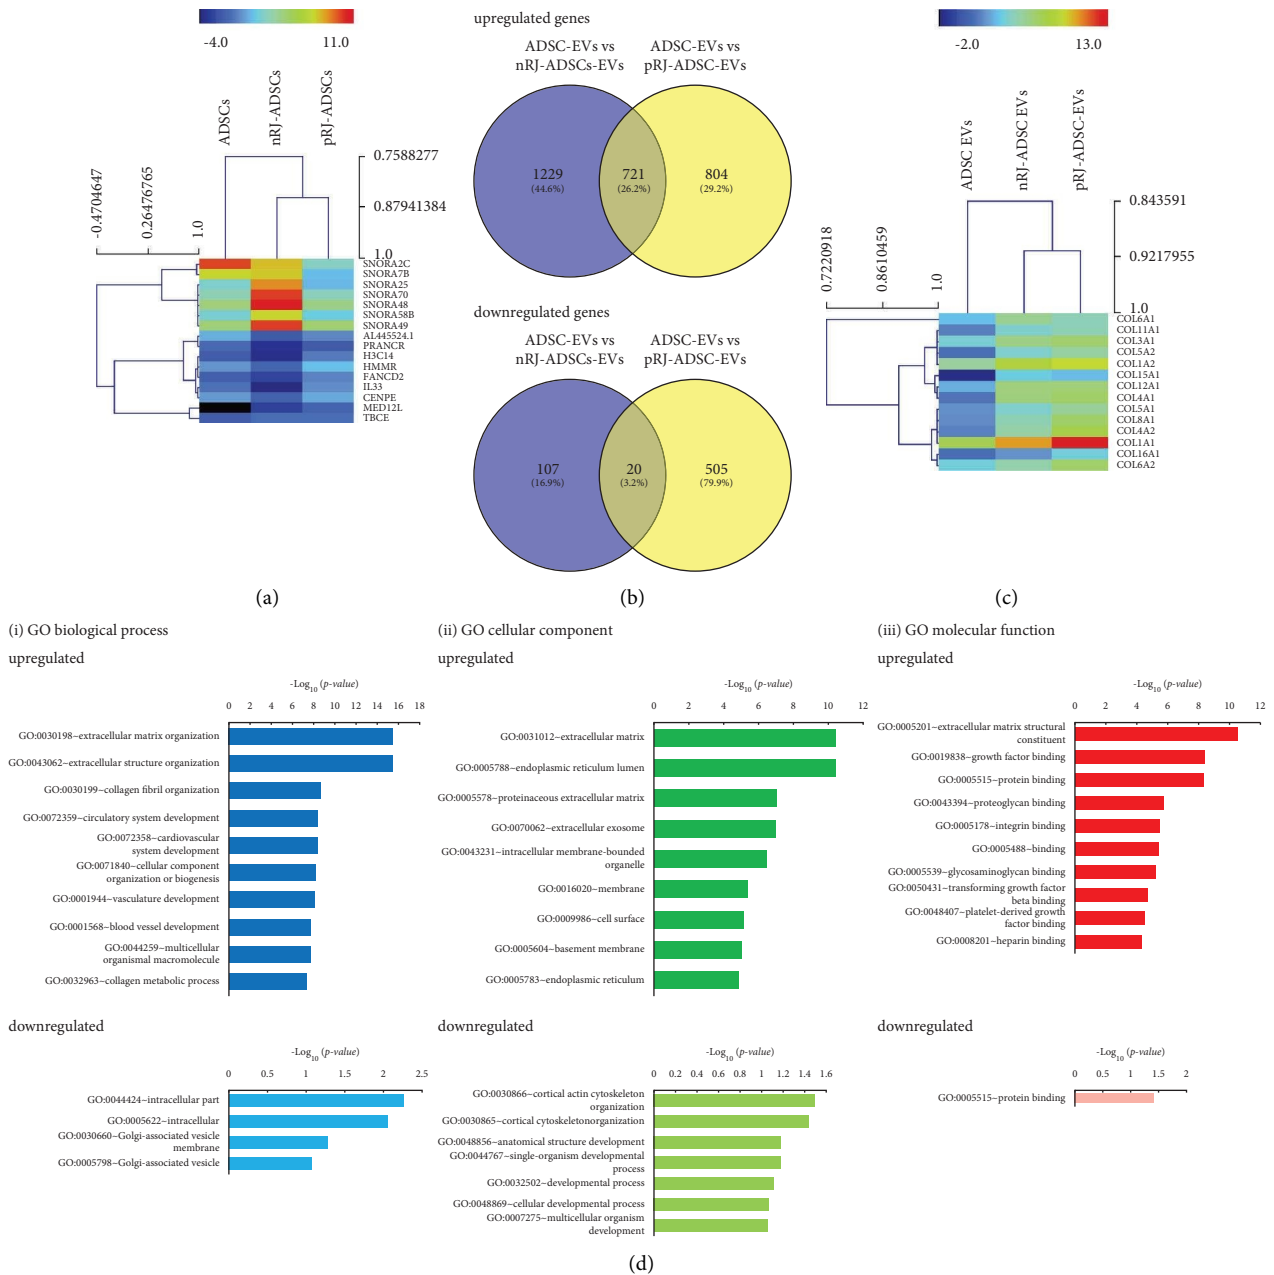 -4.0 11.0
ADSCs
nRJ-ADSCs
pRJ-ADSCs
0.7588277
0.87941384
1.0
-0.4704647
0.26476765
1.0
SNORA2C
SNORA7B
SNORA25
SNORA70
SNORA48
SNORA58B
SNORA49
AL445524.1
PRANCR
H3C14
HMMR
FANCD2
IL33
CENPE
MED12L
TBCE
(a)
upregulated genes
ADSC-EVs vs
nRJ-ADSCs-EVs
ADSC-EVs vs
pRJ-ADSC-EVs
1229
(44.6%)
721
(26.2%)
804
(29.2%)
downregulated genes
ADSC-EVs vs
nRJ-ADSCs-EVs
ADSC-EVs vs
pRJ-ADSC-EVs
107
(16.9%)
20
(3.2%)
505
(79.9%)
(b)
-2.0 13.0
ADSC EVs
nRJ-ADSC EVs
pRJ-ADSC-EVs
0.843591
0.9217955
1.0
0.7220918
0.8610459
1.0
COL6A1
COL11A1
COL3A1
COL5A2
COL1A2
COL15A1
COL12A1
COL4A1
COL5A1
COL8A1
COL4A2
COL1A1
COL16A1
COL6A2
(c)
(i) GO biological process
upregulated
-Log10 (p-value)
0 2 4 6 8 10 12 14 16 18
GO:0030198~extracellular matrix organization
GO:0043062~extracellular structure organization
GO:0030199~collagen fibril organization
GO:0072359~circulatory system development
GO:0072358~cardiovascular
system development
GO:0071840~cellular component
organization or biogenesis
GO:0001944~vasculature development
GO:0001568~blood vessel development
GO:0044259~multicellular
organismal macromolecule
GO:0032963~collagen metabolic process
downregulated
-Log10 (p-value)
0 0.5 1 1.5 2 2.5
GO:0044424~intracellular part
GO:0005622~intracellular
GO:0030660~Golgi-associated vesicle
membrane
GO:0005798~Golgi-associated vesicle
(ii) GO cellular component
upregulated
-Log10 (p-value)
0 2 4 6 8 10 12
GO:0031012~extracellular matrix
GO:0005788~endoplasmic reticulum lumen
GO:0005578~proteinaceous extracellular matrix
GO:0070062~extracellular exosome
GO:0043231~intracellular membrane-bounded
organelle
GO:0016020~membrane
GO:0009986~cell surface
GO:0005604~basement membrane
GO:0005783~endoplasmic reticulum
downregulated
-Log10 (p-value)
0 0.2 0.4 0.6 0.8 1 1.2 1.4 1.6
GO:0030866~cortical actin cytoskeleton
organization
GO:0030865~cortical cytoskeletonorganization
GO:0048856~anatomical structure development
GO:0044767~single-organism developmental
process
GO:0032502~developmental process
GO:0048869~cellular developmental process
GO:0007275~multicellular organism
development
(iii) GO molecular function
upregulated
-Log10 (p-value)
0 2 4 6 8 10 12
GO:0005201~extracellular matrix structural
constituent
GO:0019838~growth factor binding
GO:0005515~protein binding
GO:0043394~proteoglycan binding
GO:0005178~integrin binding
GO:0005488~binding
GO:0005539~glycosaminoglycan binding
GO:0050431~transforming growth factor
beta binding
GO:0048407~platelet-derived growth
factor binding
GO:0008201~heparin binding
downregulated
-Log10 (p-value)
0 0.5 1 1.5 2
GO:0005515~protein binding
(d)